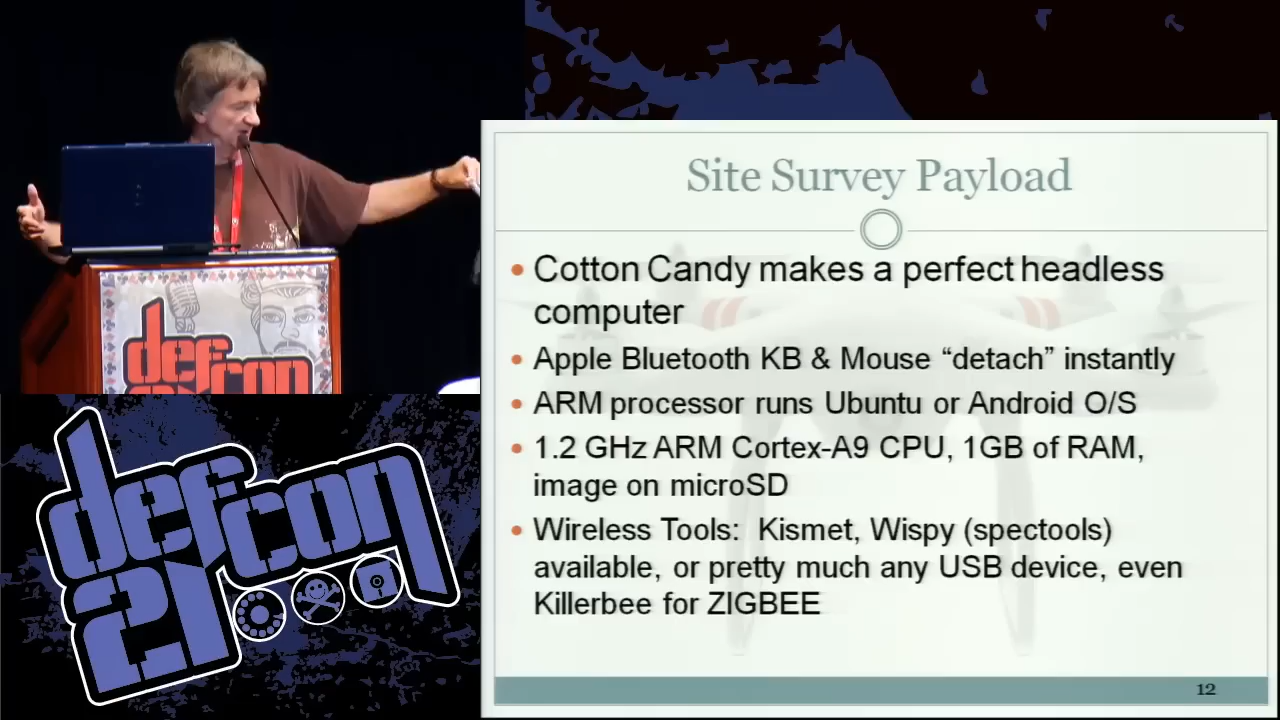 Site Survey Payload
• Cotton Candy makes a perfect headless
computer
• Apple Bluetooth KB & Mouse “detach” instantly
• ARM processor runs Ubuntu or Android O/S
• 1.2 GHz ARM Cortex-A9 CPU, 1GB of RAM,
image on microSD
• Wireless Tools:  Kismet, Wispy (spectools)
available, or pretty much any USB device, even
Killerbee for ZIGBEE
12
defcon
defcon
21